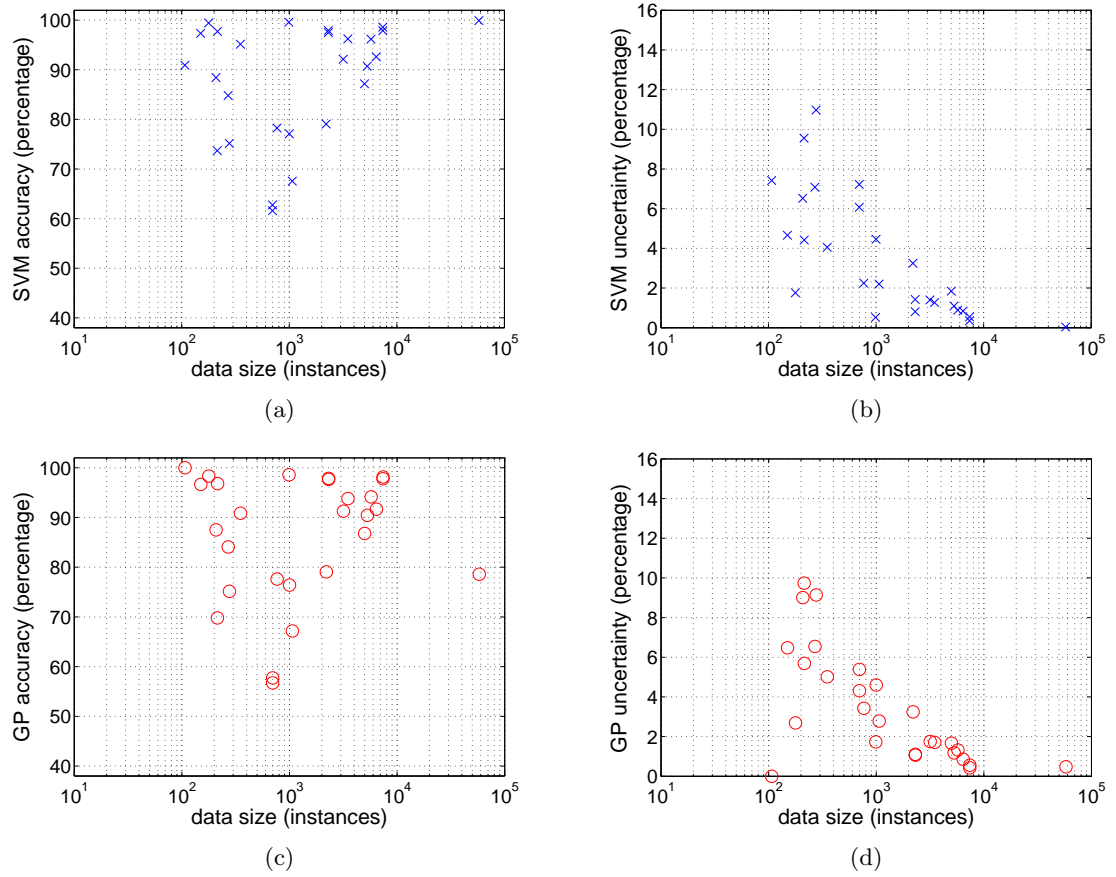 100
90
80
70
60
50
40
SVM accuracy (percentage)
10^1 10^2 10^3 10^4 10^5
data size (instances)
(a)
16
14
12
10
8
6
4
2
0
SVM uncertainty (percentage)
10^1 10^2 10^3 10^4 10^5
data size (instances)
(b)
100
90
80
70
60
50
40
GP accuracy (percentage)
10^1 10^2 10^3 10^4 10^5
data size (instances)
(c)
16
14
12
10
8
6
4
2
0
GP uncertainty (percentage)
10^1 10^2 10^3 10^4 10^5
data size (instances)
(d)